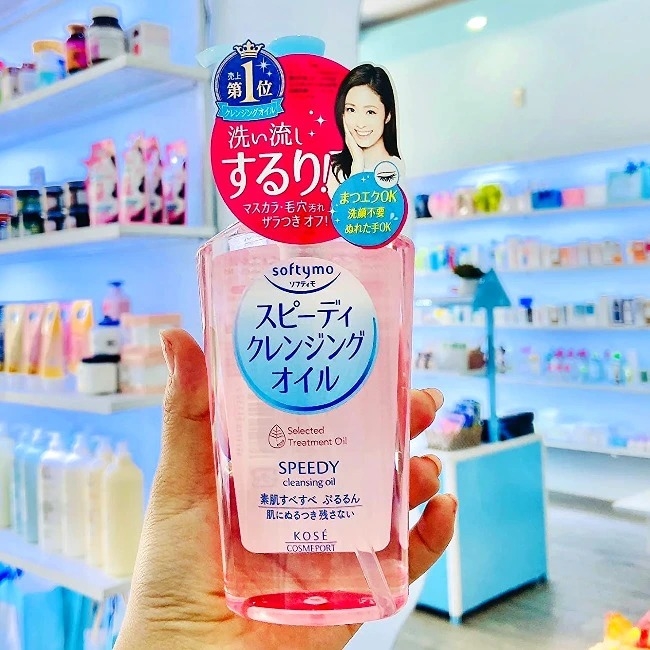 売上
第1位
クレンジングオイル
洗い流し
するり!
マスカラ・毛穴汚れ
ザラつきオフ!
まつエクOK
洗顔不要
ぬれた手OK
softymo
ソフティモ
スピーディ
クレンジング
オイル
Selected
Treatment Oil
SPEEDY
cleansing oil
素肌すべすべ ぷるるん
肌にぬるつき残さない
KOSÉ
COSMEPORT